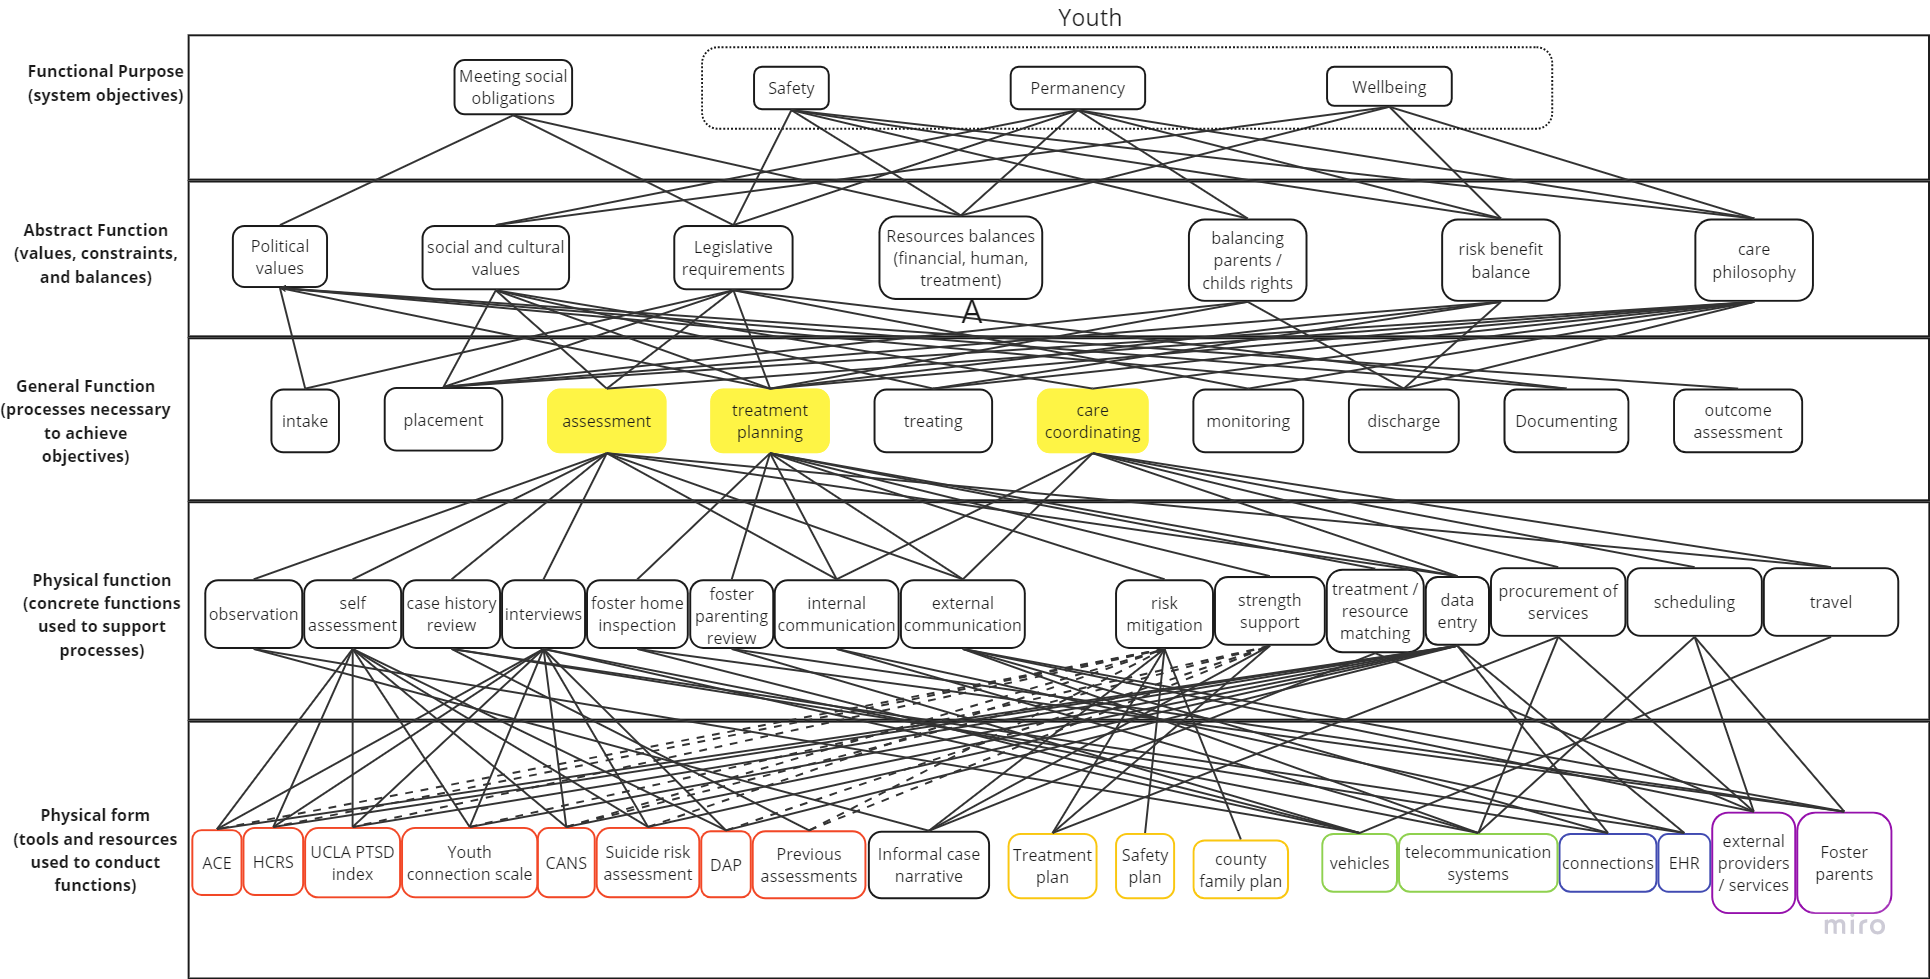 Youth
Functional Purpose
(system objectives)
Meeting social
obligations
Safety
Permanency
Wellbeing
Abstract Function
(values, constraints,
and balances)
Political
values
social and cultural
values
Legislative
requirements
Resources balances
(financial, human,
treatment)
balancing
parents /
childs rights
risk benefit
balance
care
philosophy
A
General Function
(processes necessary
to achieve
objectives)
intake
placement
assessment
treatment
planning
treating
care
coordinating
monitoring
discharge
Documenting
outcome
assessment
Physical function
(concrete functions
used to support
processes)
observation
self
assessment
case history
review
interviews
foster home
inspection
foster
parenting
review
internal
communication
external
communication
risk
mitigation
strength
support
treatment /
resource
matching
data
entry
procurement of
services
scheduling
travel
Physical form
(tools and resources
used to conduct
functions)
ACE
HCRS
UCLA PTSD
index
Youth
connection scale
CANS
Suicide risk
assessment
DAP
Previous
assessments
Informal case
narrative
Treatment
plan
Safety
plan
county
family plan
vehicles
telecommunication
systems
connections
EHR
external
providers
/ services
Foster
parents
miro